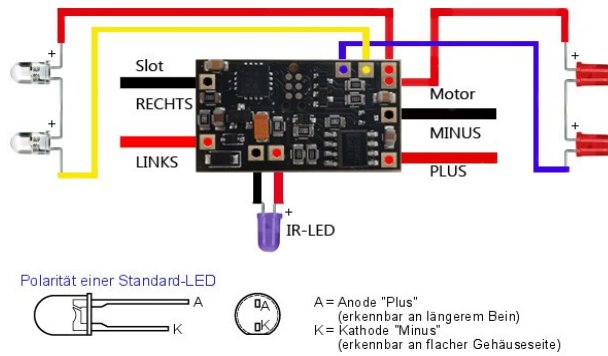 +
+
Slot
RECHTS
LINKS
Motor
MINUS
PLUS
+
+
+
IR-LED
Polarität einer Standard-LED
A
K
A
K
A = Anode "Plus"
(erkennbar an längerem Bein)
K = Kathode "Minus"
(erkennbar an flacher Gehäuseseite)